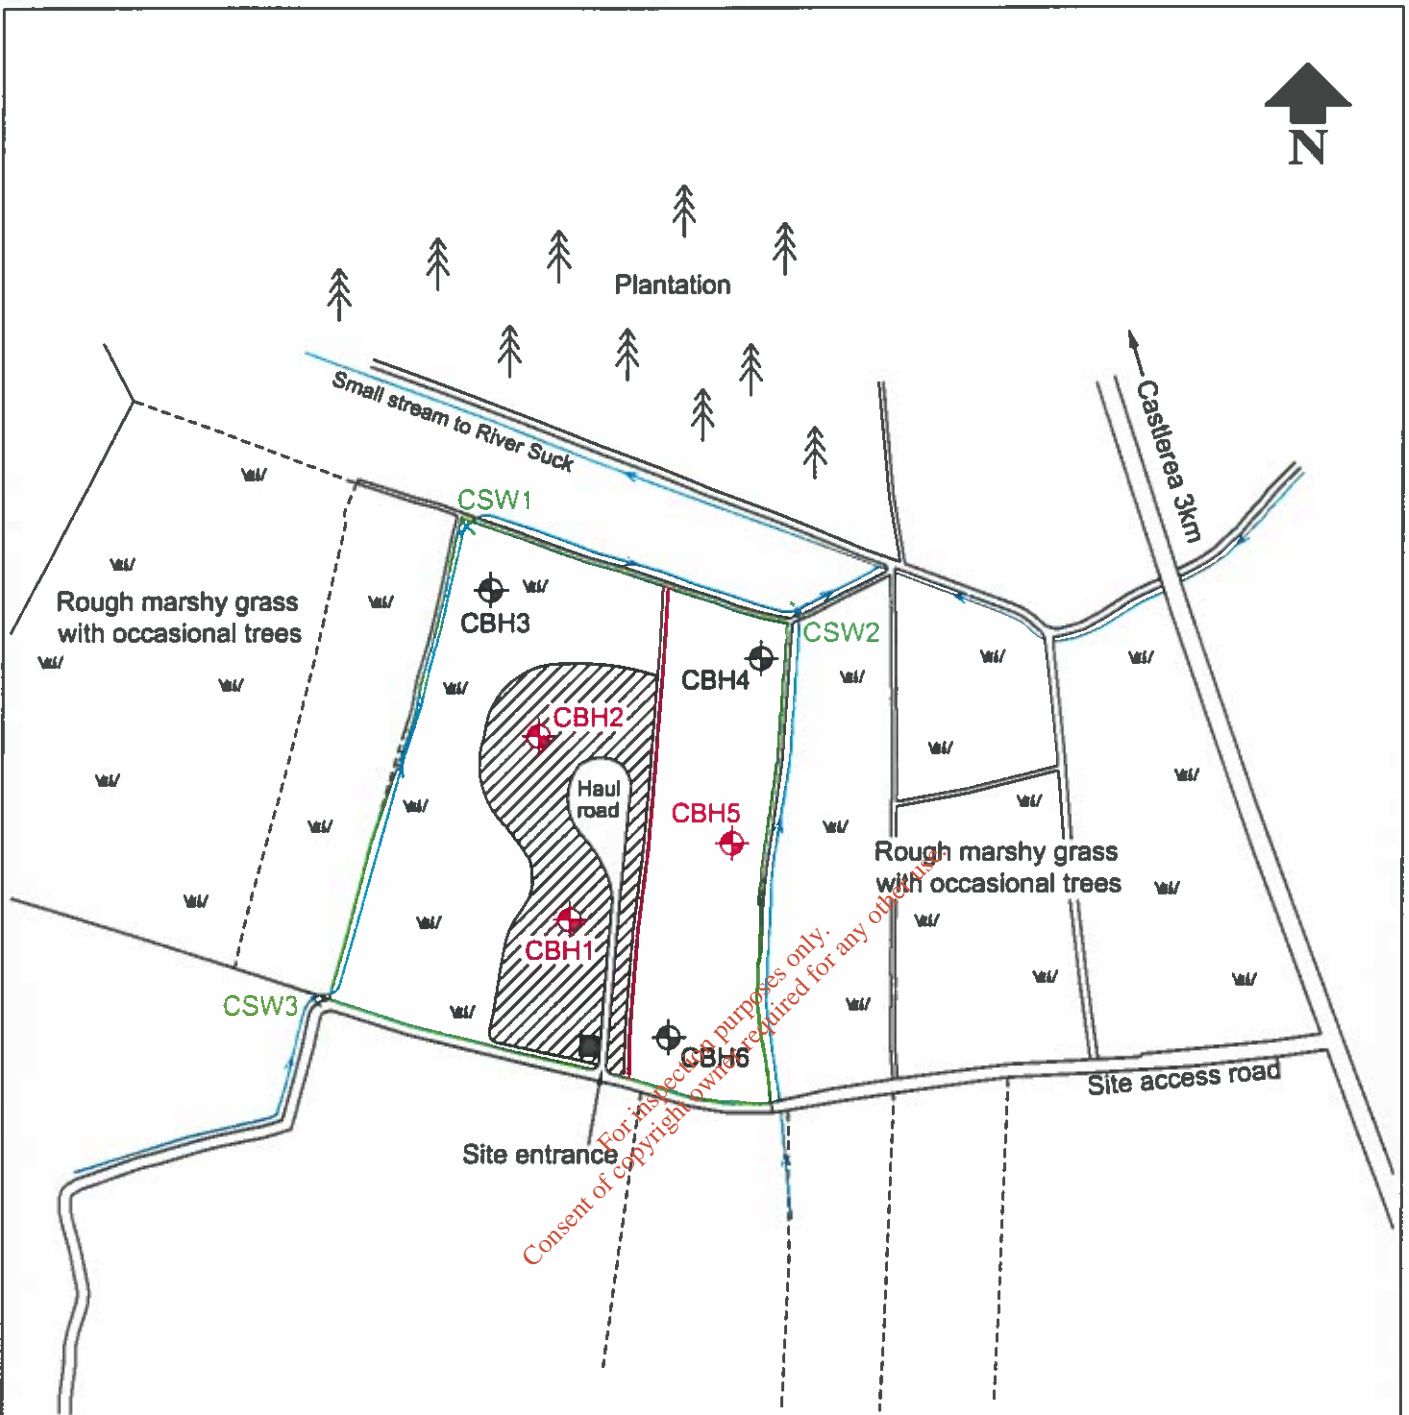 N
Plantation
Small stream to River Suck
Castlerea 3km
CSW1
Rough marshy grass
with occasional trees
CBH3
CSW2
CBH4
CBH2
Haul
road
CBH5
Rough marshy grass
with occasional trees
CBH1
CSW3
CBH6
Site access road
Site entrance
For inspection purposes only.
Consent of copyright owner required for any other use.